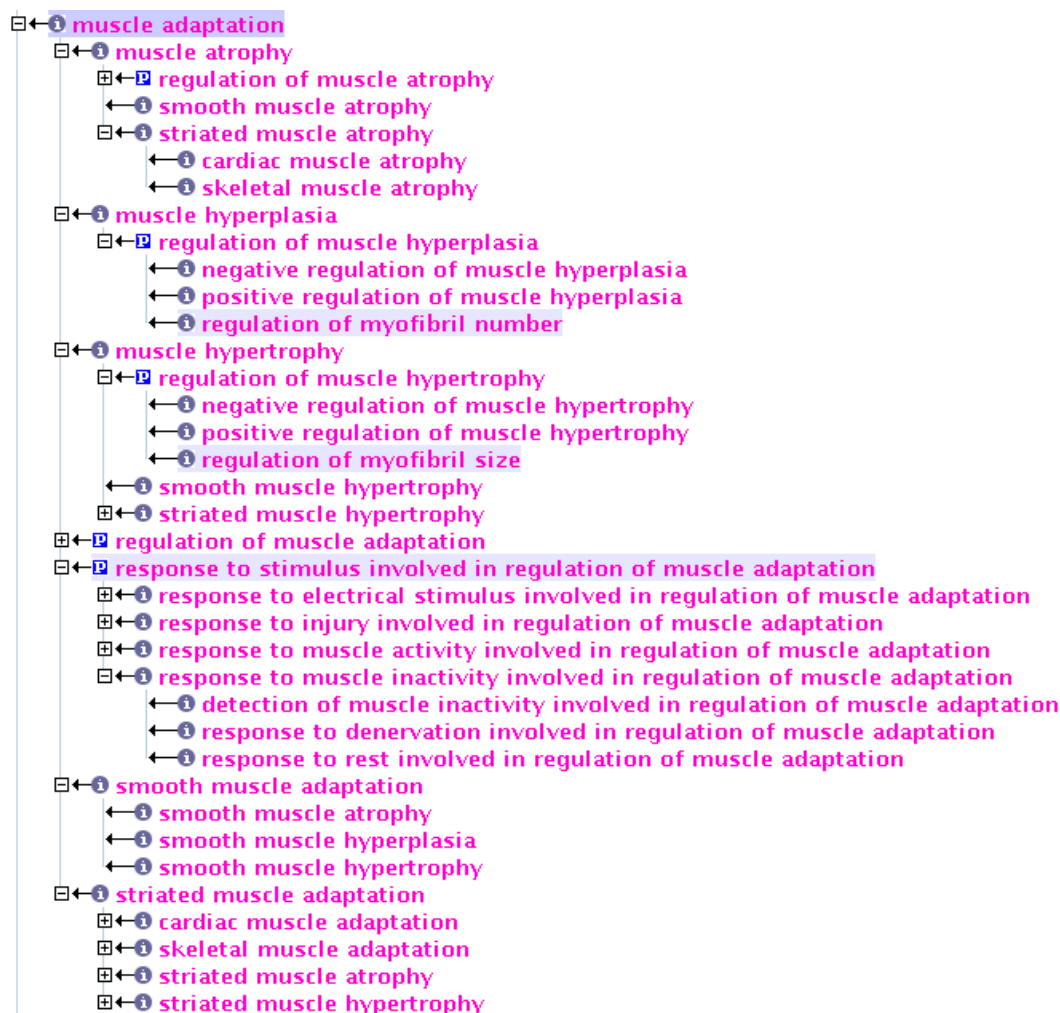 muscle adaptation
muscle atrophy
regulation of muscle atrophy
smooth muscle atrophy
striated muscle atrophy
cardiac muscle atrophy
skeletal muscle atrophy
muscle hyperplasia
regulation of muscle hyperplasia
negative regulation of muscle hyperplasia
positive regulation of muscle hyperplasia
regulation of myofibril number
muscle hypertrophy
regulation of muscle hypertrophy
negative regulation of muscle hypertrophy
positive regulation of muscle hypertrophy
regulation of myofibril size
smooth muscle hypertrophy
striated muscle hypertrophy
regulation of muscle adaptation
response to stimulus involved in regulation of muscle adaptation
response to electrical stimulus involved in regulation of muscle adaptation
response to injury involved in regulation of muscle adaptation
response to muscle activity involved in regulation of muscle adaptation
response to muscle inactivity involved in regulation of muscle adaptation
detection of muscle inactivity involved in regulation of muscle adaptation
response to denervation involved in regulation of muscle adaptation
response to rest involved in regulation of muscle adaptation
smooth muscle adaptation
smooth muscle atrophy
smooth muscle hyperplasia
smooth muscle hypertrophy
striated muscle adaptation
cardiac muscle adaptation
skeletal muscle adaptation
striated muscle atrophy
striated muscle hypertrophy